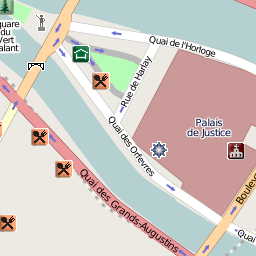 Square
du
Vert
Galant
Quai de l'Horloge
Rue de Harlay
Quai des Orfèvres
Palais
de Justice
Quai des Grands-Augustins
Boulev
Quai